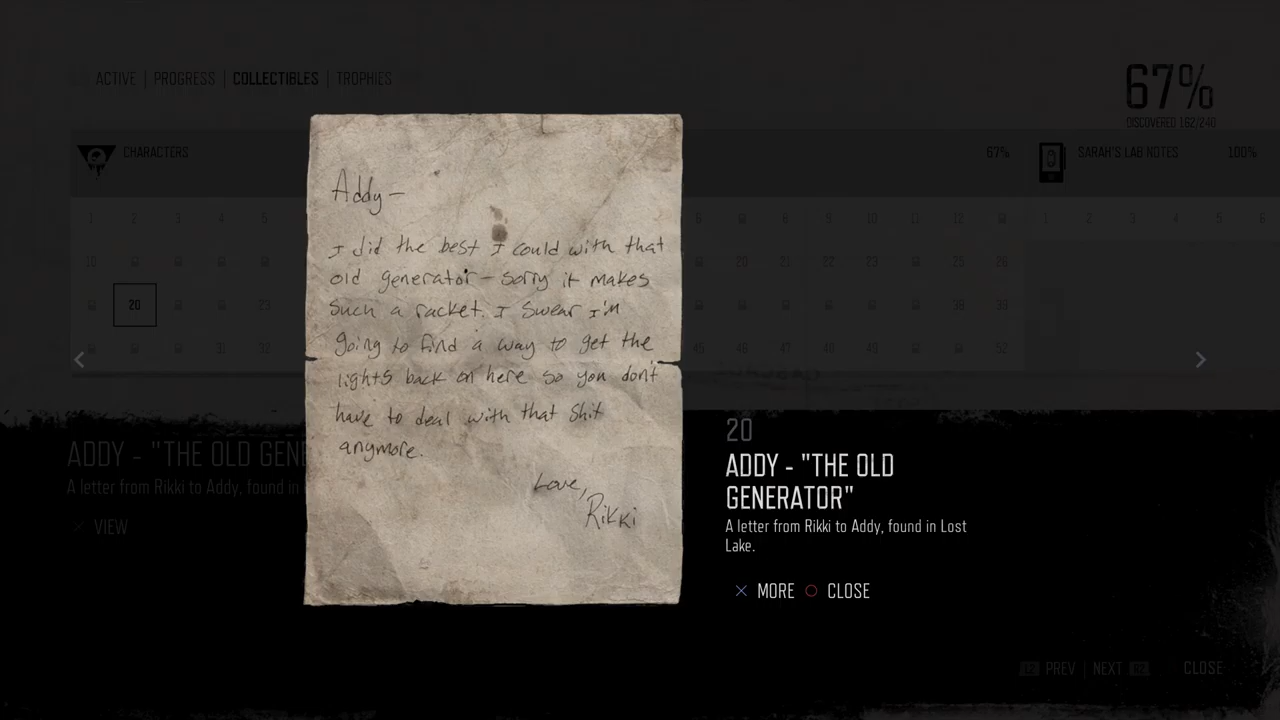 ACTIVE | PROGRESS | COLLECTIBLES | TROPHIES
67%
DISCOVERED 162/240
CHARACTERS
67%
SARAH'S LAB NOTES
100%
Addy—
I did the best I could with that
old generator — sorry it makes
such a racket. I swear I'm
going to find a way to get the
lights back on here so you don't
have to deal with that shit
anymore.
Love,
Rikki
20
ADDY - "THE OLD GENE
A letter from Rikki to Addy, found in
VIEW
20
ADDY - "THE OLD
GENERATOR"
A letter from Rikki to Addy, found in Lost
Lake.
MORE
CLOSE
PREV | NEXT
CLOSE